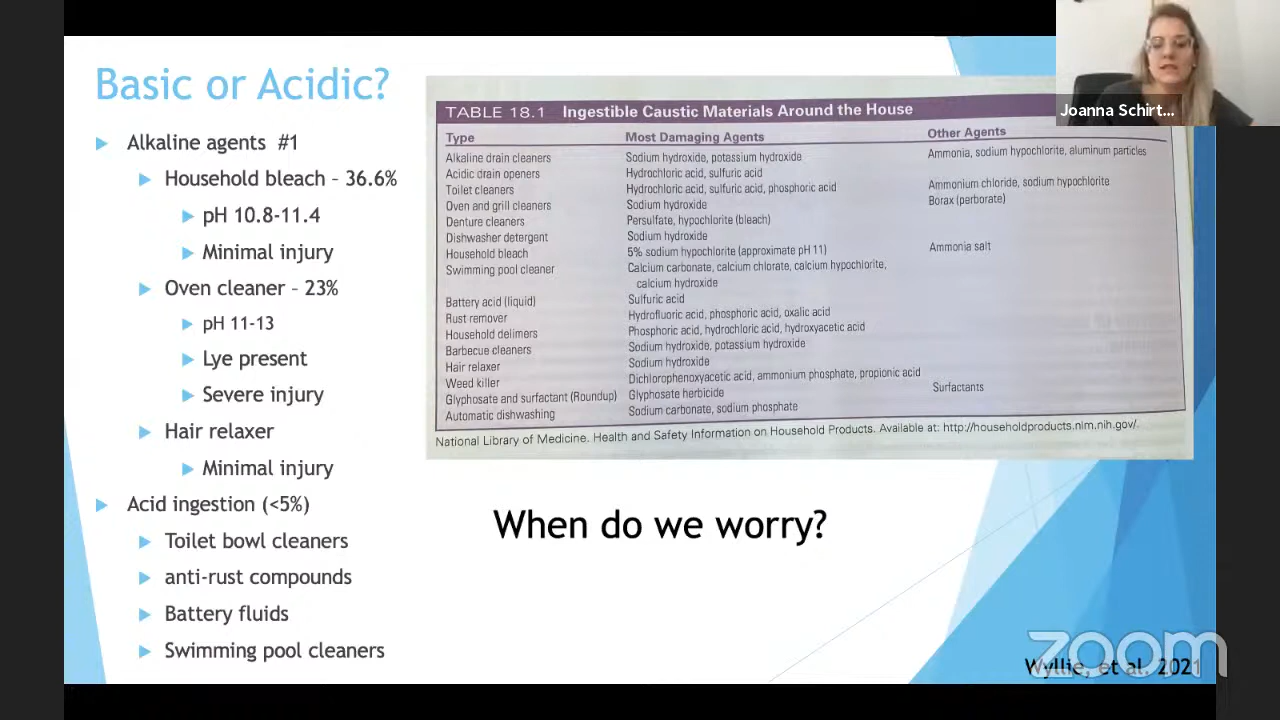 Basic or Acidic?
Alkaline agents #1
Household bleach – 36.6%
pH 10.8-11.4
Minimal injury
Oven cleaner – 23%
pH 11-13
Lye present
Severe injury
Hair relaxer
Minimal injury
Acid ingestion (<5%)
Toilet bowl cleaners
anti-rust compounds
Battery fluids
Swimming pool cleaners
TABLE 18.1 Ingestible Caustic Materials Around the House
Type Most Damaging Agents Other Agents
Alkaline drain cleaners Sodium hydroxide, potassium hydroxide Ammonia, sodium hypochlorite, aluminum particles
Acidic drain openers Hydrochloric acid, sulfuric acid
Toilet cleaners Hydrochloric acid, sulfuric acid, phosphoric acid Ammonium chloride, sodium hypochlorite
Oven and grill cleaners Sodium hydroxide Borax (perborate)
Denture cleaners Persulfate, hypochlorite (bleach)
Dishwasher detergent Sodium hydroxide
Household bleach 5% sodium hypochlorite (approximate pH 11) Ammonia salt
Swimming pool cleaner Calcium carbonate, calcium chlorate, calcium hypochlorite,
calcium hydroxide
Battery acid (liquid) Sulfuric acid
Rust remover Hydrofluoric acid, phosphoric acid, oxalic acid
Household delimers Phosphoric acid, hydrochloric acid, hydroxyacetic acid
Barbecue cleaners Sodium hydroxide, potassium hydroxide
Hair relaxer Sodium hydroxide
Weed killer Dichlorophenoxyacetic acid, ammonium phosphate, propionic acid
Glyphosate and surfactant (Roundup) Glyphosate herbicide Surfactants
Automatic dishwashing Sodium carbonate, sodium phosphate
National Library of Medicine. Health and Safety Information on Household Products. Available at: http://householdproducts.nlm.nih.gov/.
When do we worry?
Joanna Schirt...
zoom
Wyllie, et al. 2021